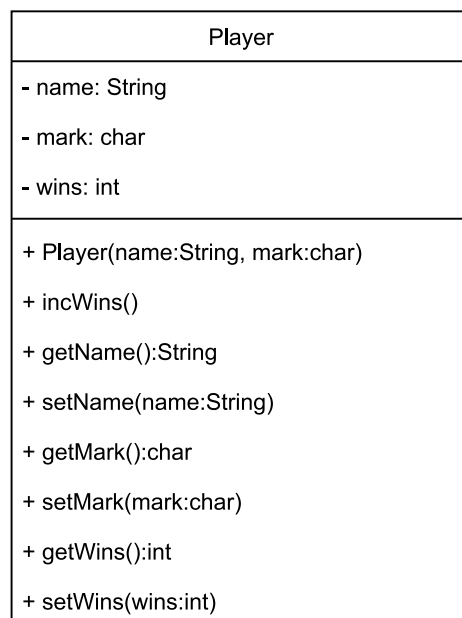 Player
- name: String
- mark: char
- wins: int
+ Player(name:String, mark:char)
+ incWins()
+ getName():String
+ setName(name:String)
+ getMark():char
+ setMark(mark:char)
+ getWins():int
+ setWins(wins:int)